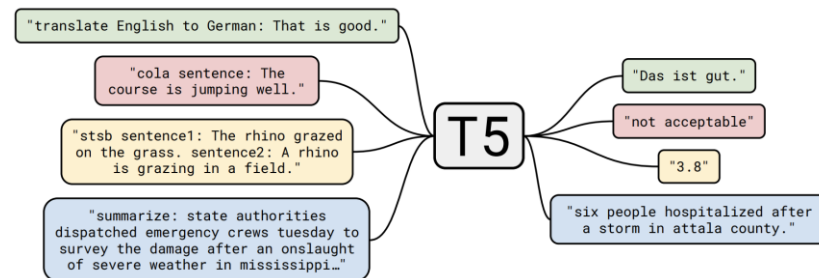 "translate English to German: That is good."
"cola sentence: The
course is jumping well."
"stsb sentence1: The rhino grazed
on the grass. sentence2: A rhino
is grazing in a field."
"summarize: state authorities
dispatched emergency crews tuesday to
survey the damage after an onslaught
of severe weather in mississippi…"
T5
"Das ist gut."
"not acceptable"
"3.8"
"six people hospitalized after
a storm in attala county."